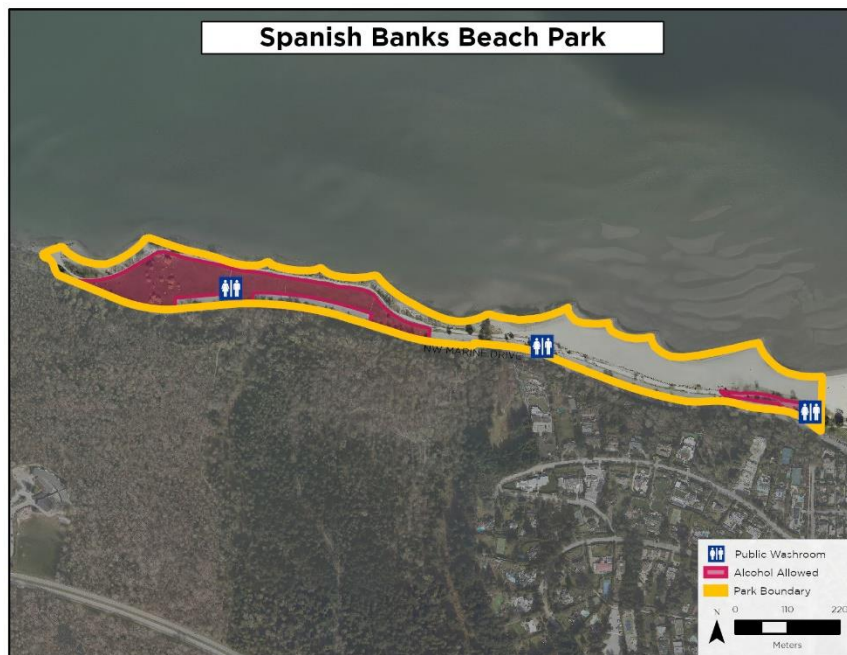 Spanish Banks Beach Park
NW MARINE DRIVE
Public Washroom
Alcohol Allowed
Park Boundary
N
0 110 220
Meters